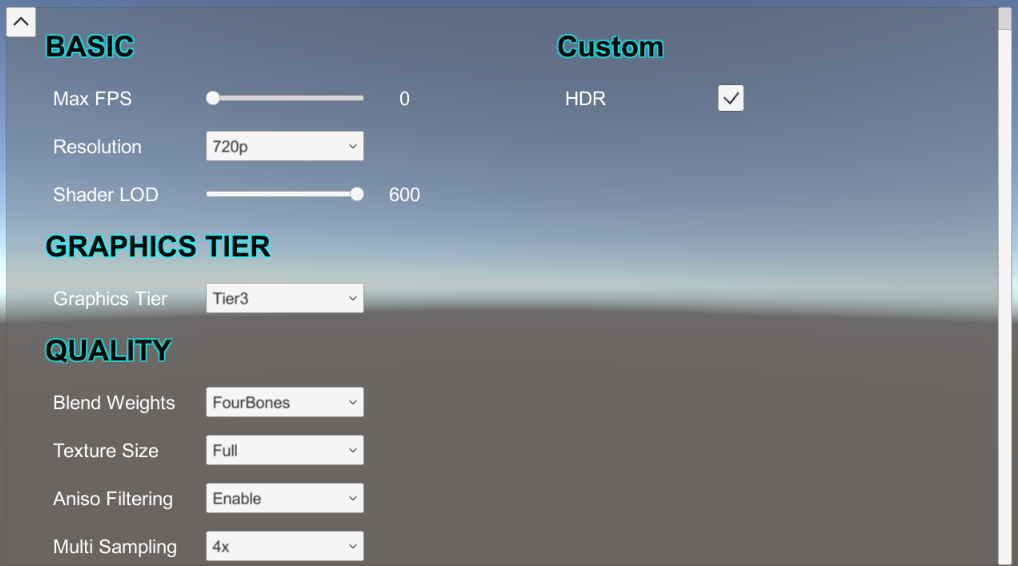 BASIC
Custom
Max FPS 0
HDR
Resolution 720p
Shader LOD 600
GRAPHICS TIER
Graphics Tier Tier3
QUALITY
Blend Weights FourBones
Texture Size Full
Aniso Filtering Enable
Multi Sampling 4x